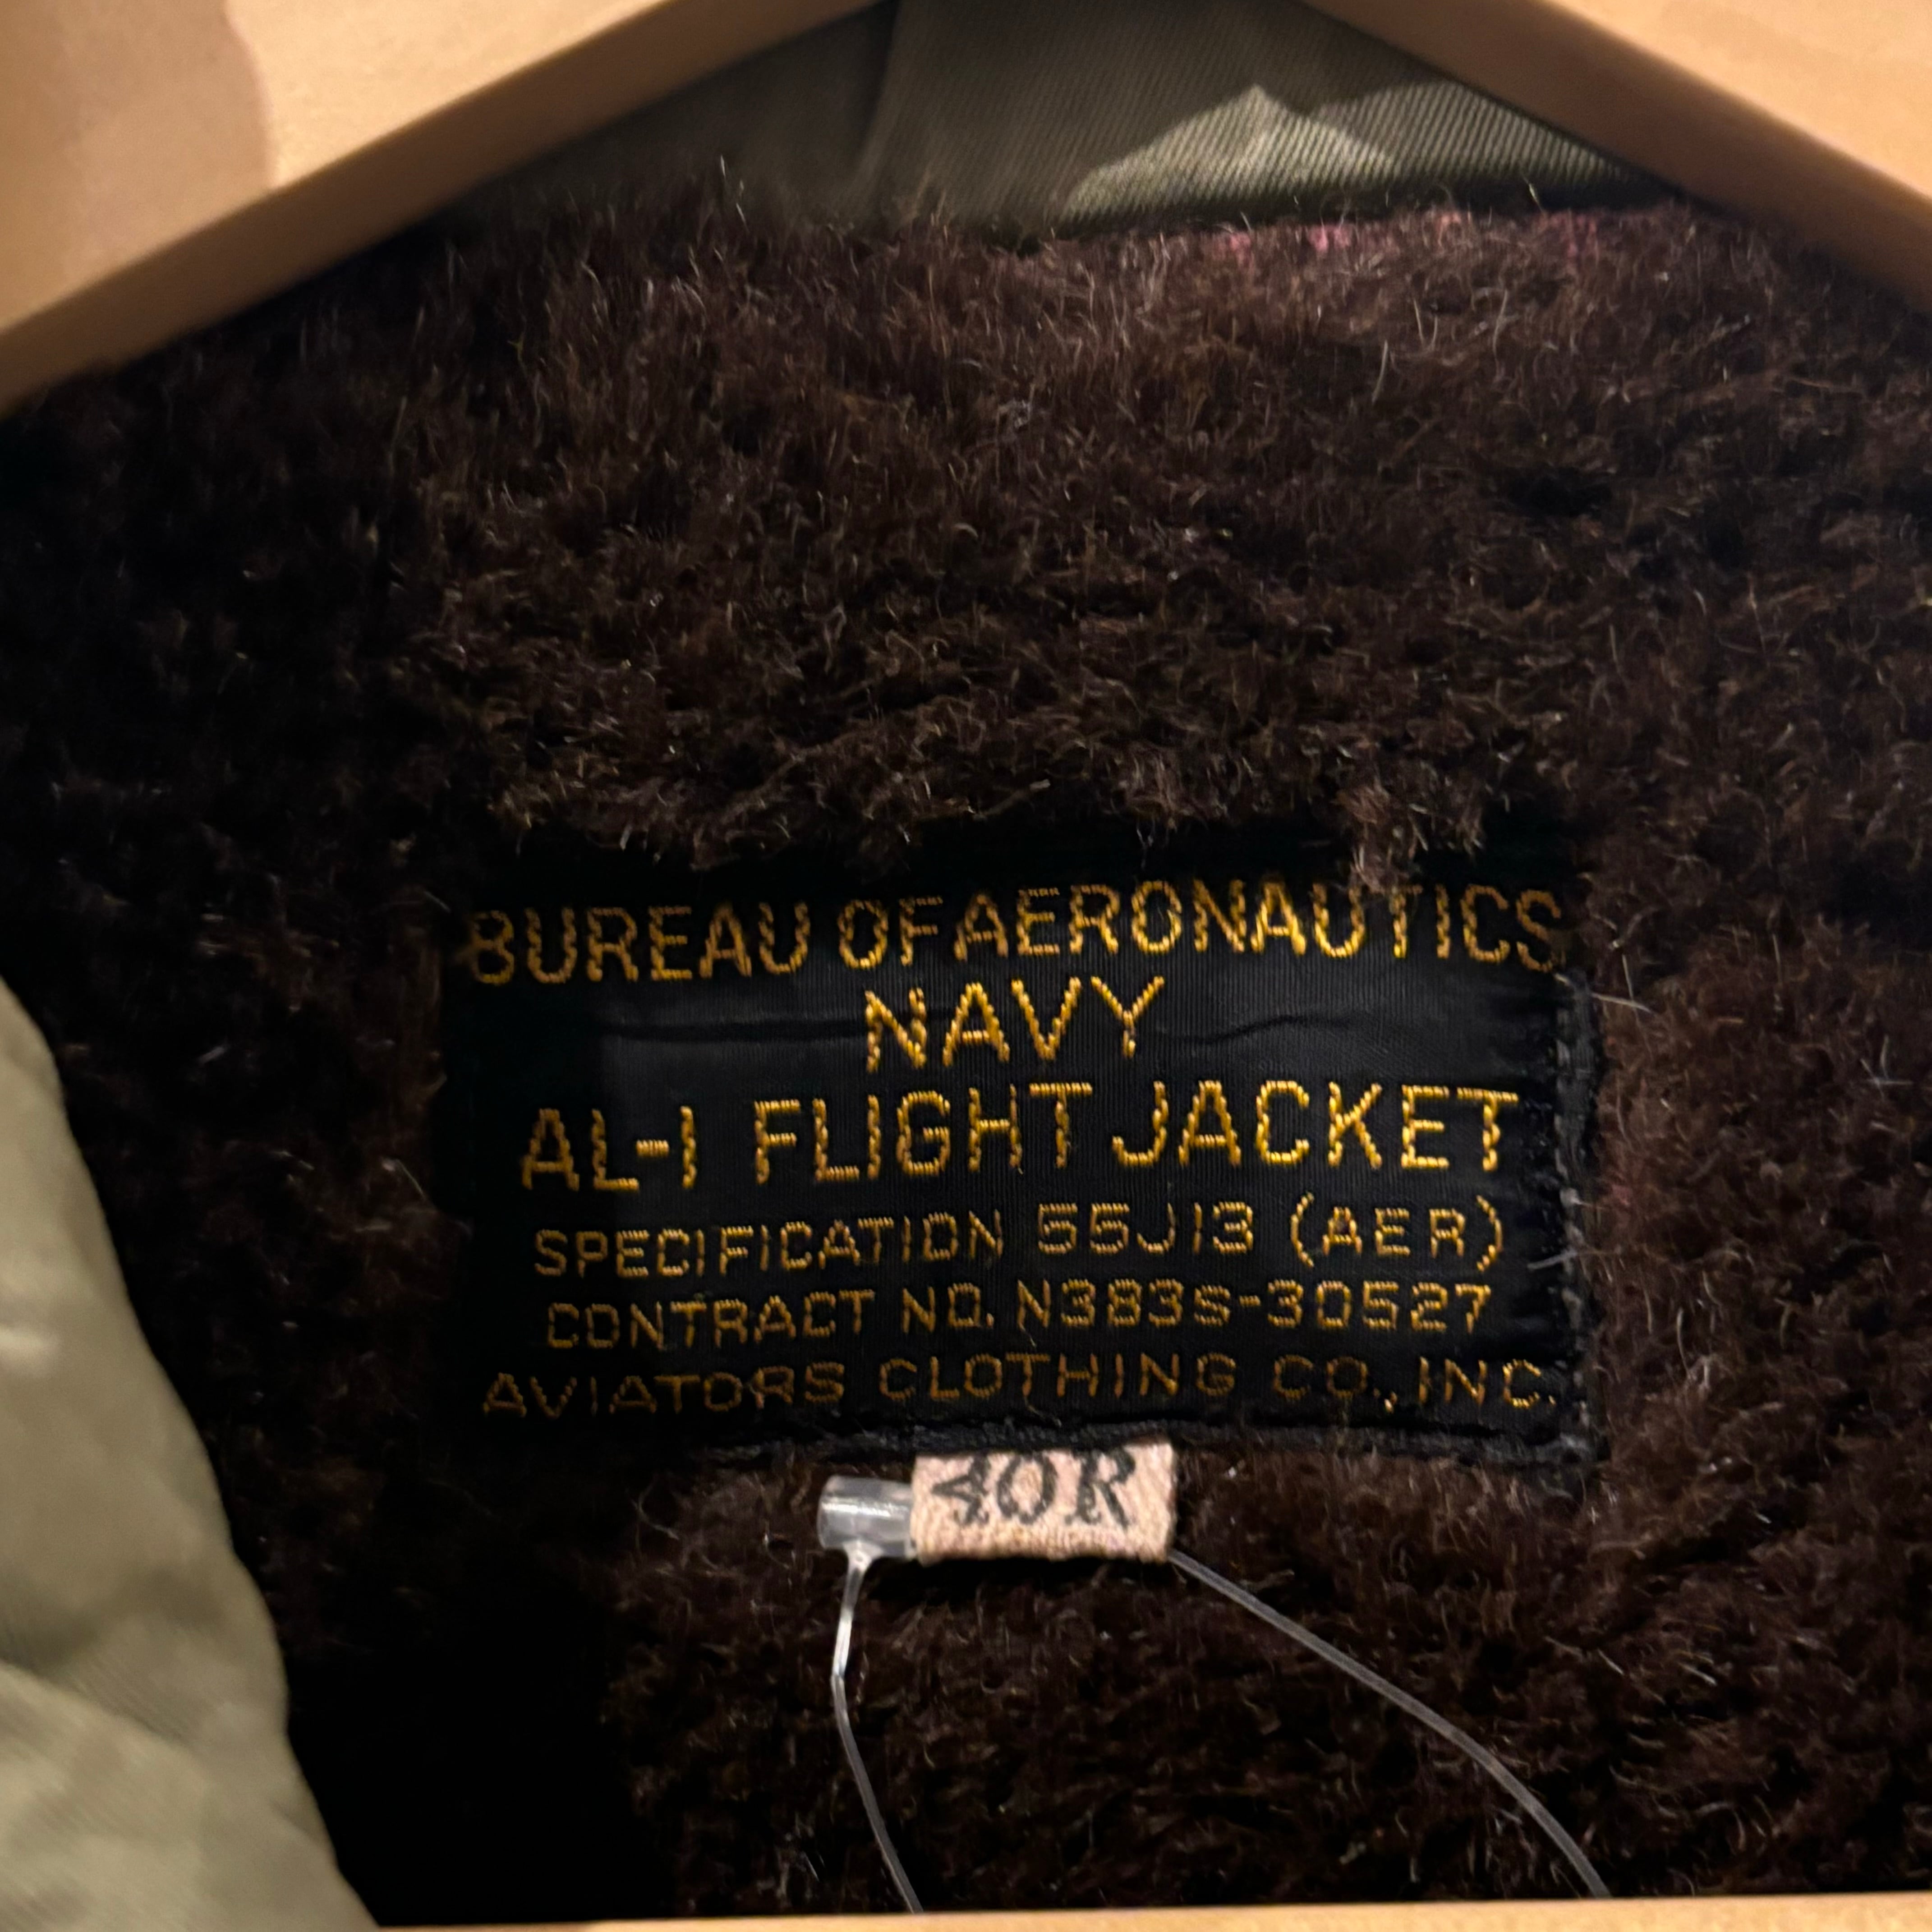 BUREAU OF AERONAUTICS
NAVY
AL-1 FLIGHT JACKET
SPECIFICATION 55J13 (AER)
CONTRACT NO. N383S-30527
AVIATORS CLOTHING CO., INC.
40R